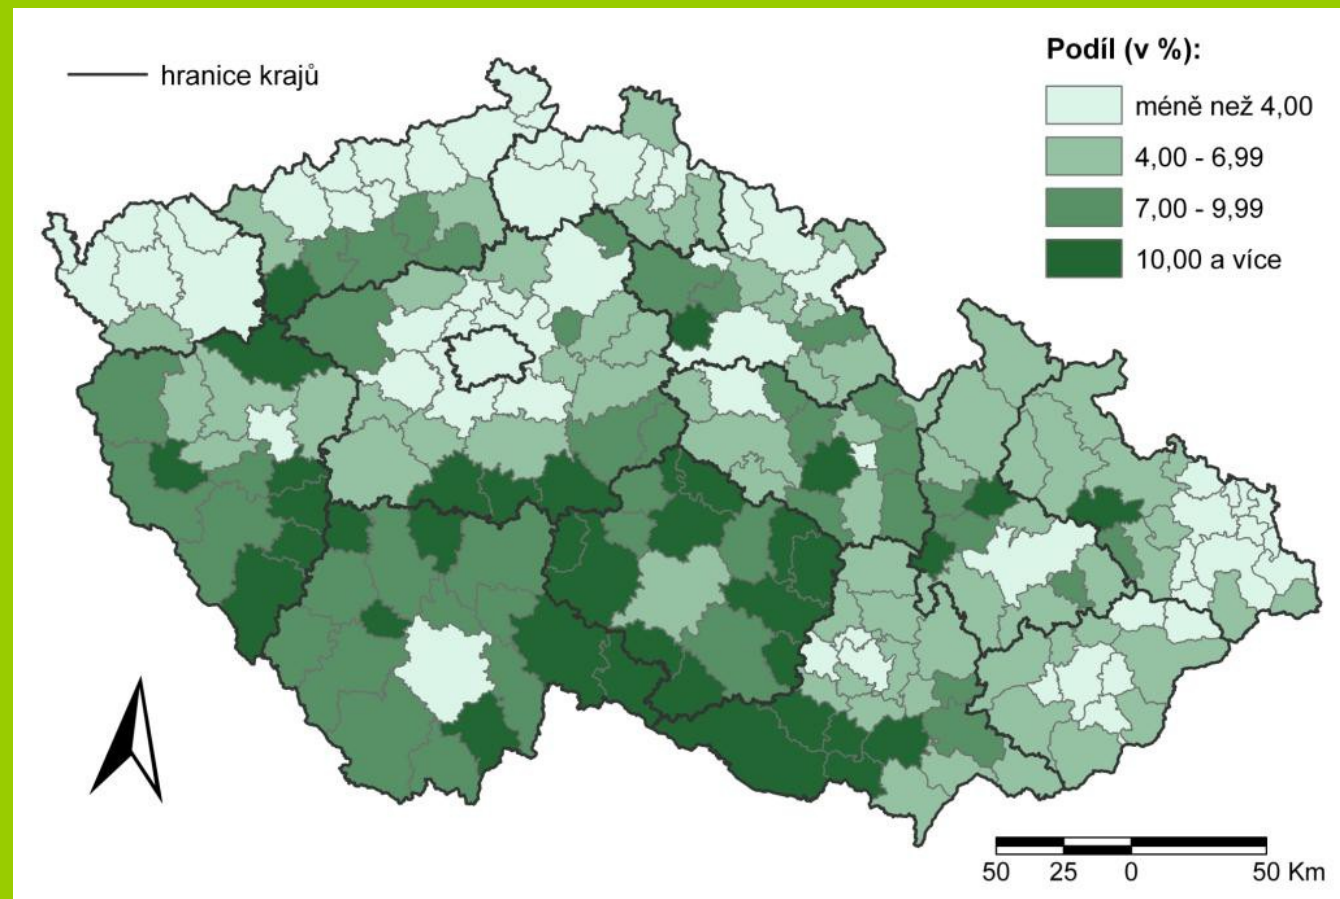 hranice krajů
Podíl (v %):
méně než 4,00
4,00 - 6,99
7,00 - 9,99
10,00 a více
50 25 0 50 Km